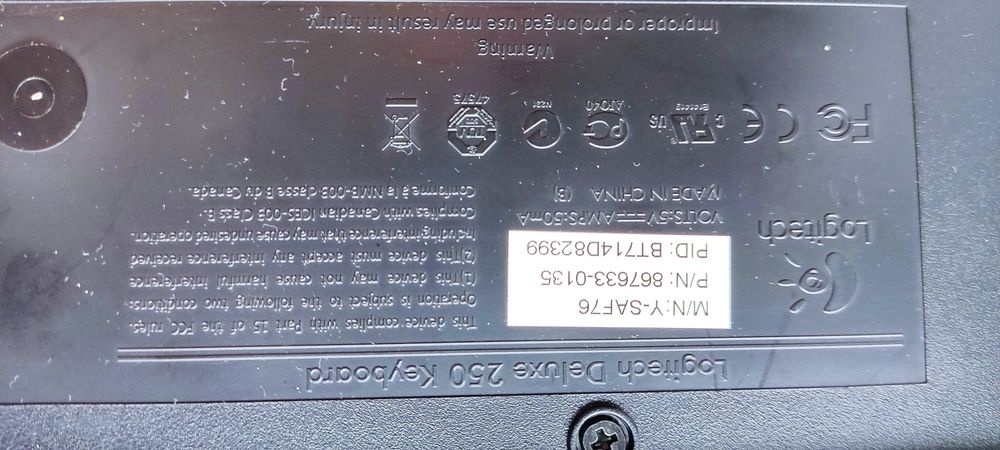 Logitech Deluxe 250 Keyboard
Logitech
M/N:Y-SAF76
P/N: 867633-0135
PID: BT714D82399
VOLTS:5V AMPS:50mA
MADE IN CHINA (B)
This device complies with Part 15 of the FCC rules.
Operation is subject to the following two conditions-
(1)This device may not cause harmful interference
(2)This device must accept any interference received
Including interference that may cause undesired operation.
Complies with Canadian ICES-003 Class B.
Conforme à la NMB-003 classe B du Canada.
FC CE
C US
E141419
N231
47575
Warning
Improper or prolonged use may result in injury.